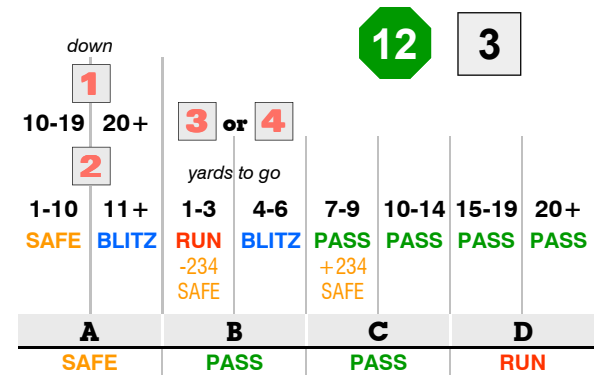 12 3
down
1
10-19 20+ 3 or 4
2 yards to go
1-10 11+ 1-3 4-6 7-9 10-14 15-19 20+
SAFE BLITZ RUN BLITZ PASS PASS PASS PASS
-234 +234
SAFE SAFE
A B C D
SAFE PASS PASS RUN